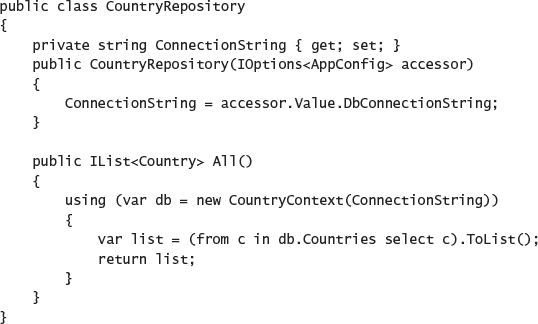 public class CountryRepository
{
    private string ConnectionString { get; set; }
    public CountryRepository(IOptions<AppConfig> accessor)
    {
        ConnectionString = accessor.Value.DbConnectionString;
    }

    public IList<Country> All()
    {
        using (var db = new CountryContext(ConnectionString))
        {
            var list = (from c in db.Countries select c).ToList();
            return list;
        }
    }
}